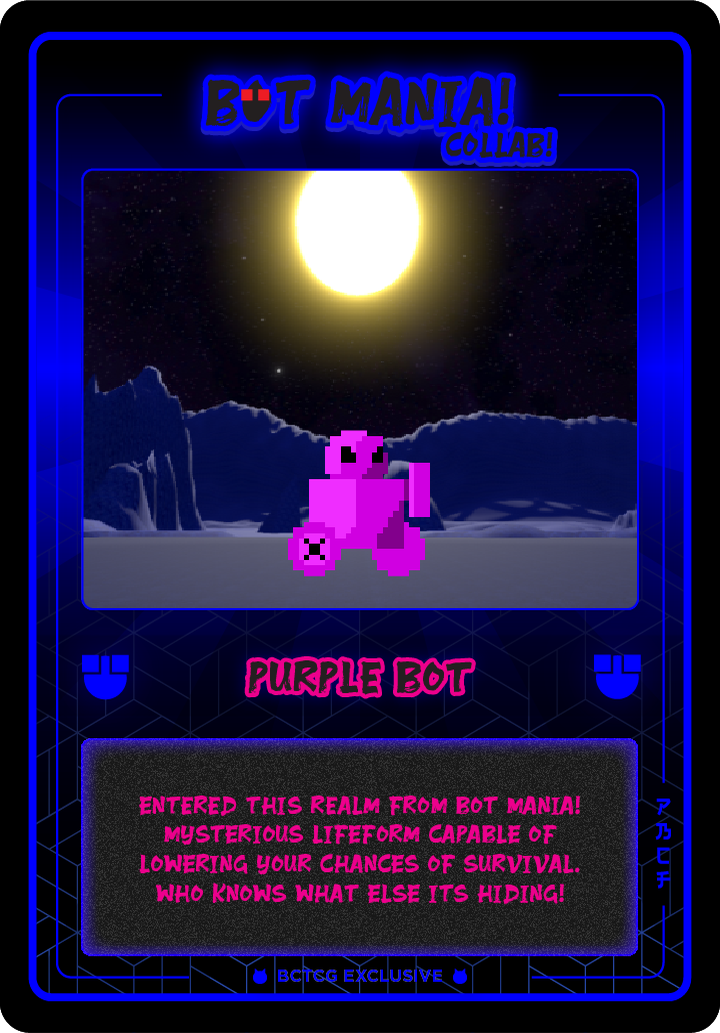 BOT MANIA!
COLLAB!
PURPLE BOT
ENTERED THIS REALM FROM BOT MANIA!
MYSTERIOUS LIFEFORM CAPABLE OF
LOWERING YOUR CHANCES OF SURVIVAL.
WHO KNOWS WHAT ELSE ITS HIDING!
BCTCG EXCLUSIVE